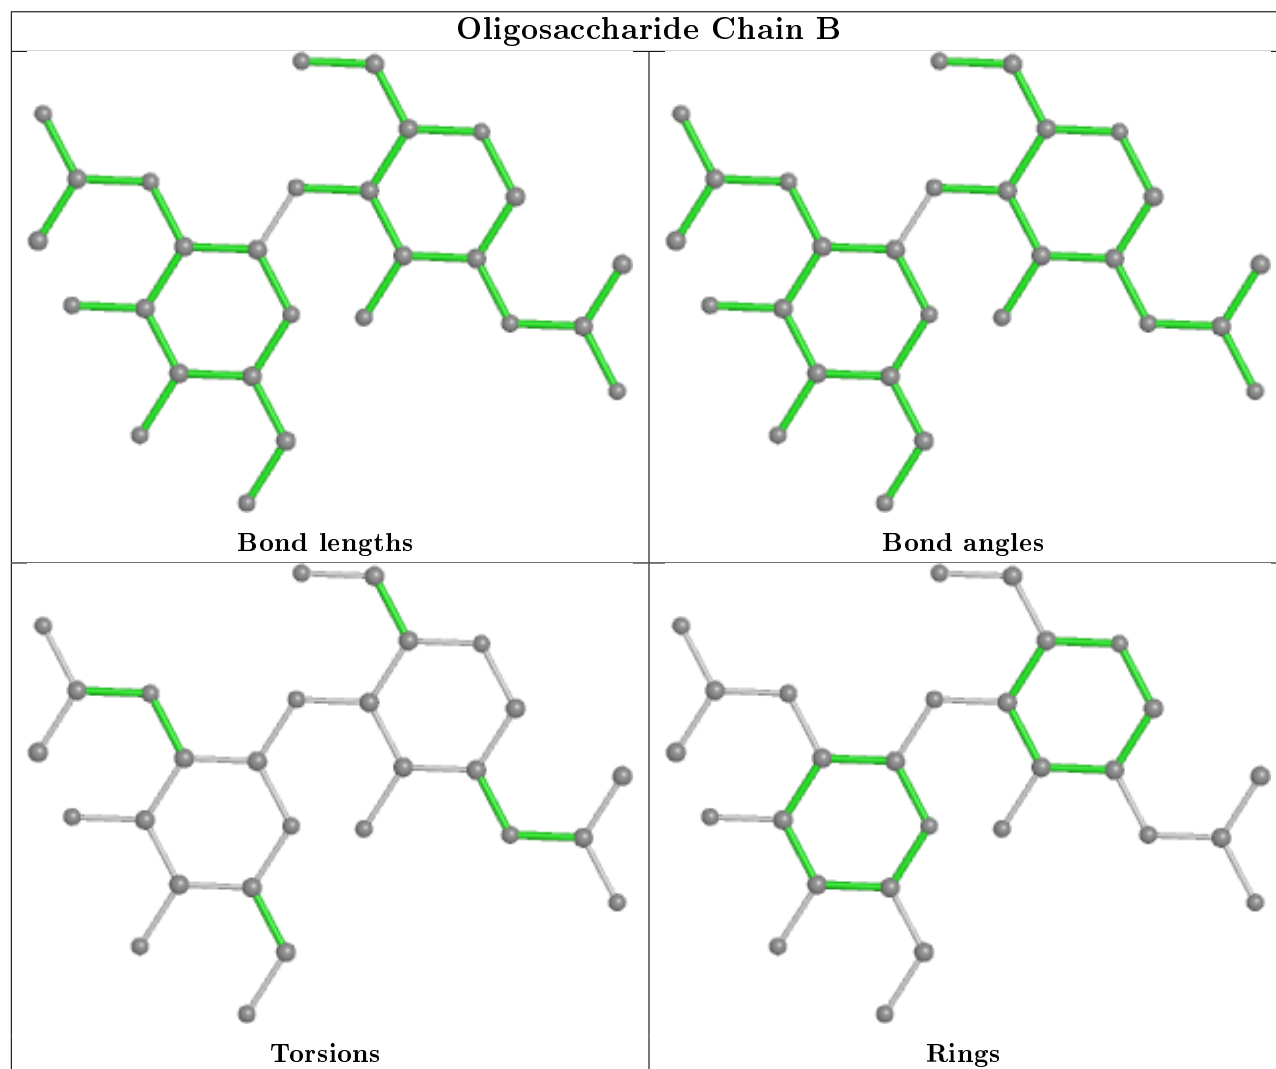 Oligosaccharide Chain B
Bond lengths
Bond angles
Torsions
Rings